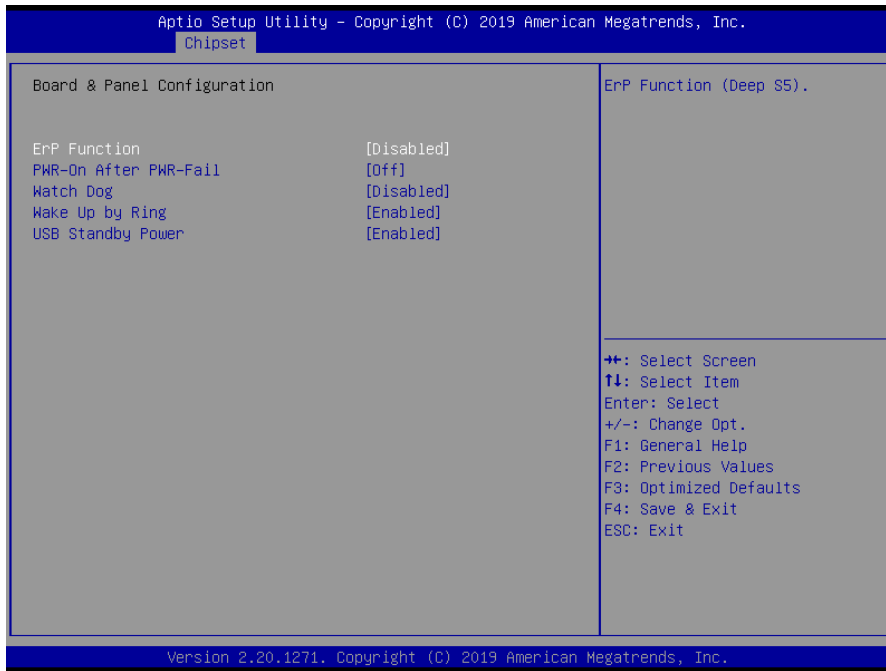 Aptio Setup Utility – Copyright (C) 2019 American Megatrends, Inc.
Chipset
Board & Panel Configuration
ErP Function [Disabled]
PWR-On After PWR-Fail [Off]
Watch Dog [Disabled]
Wake Up by Ring [Enabled]
USB Standby Power [Enabled]
ErP Function (Deep S5).
→←: Select Screen
↑↓: Select Item
Enter: Select
+/-: Change Opt.
F1: General Help
F2: Previous Values
F3: Optimized Defaults
F4: Save & Exit
ESC: Exit
Version 2.20.1271. Copyright (C) 2019 American Megatrends, Inc.